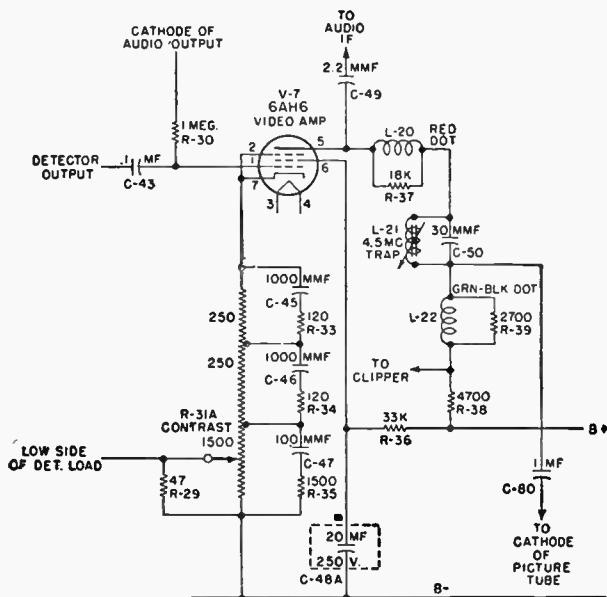 TO
AUDIO
IF
CATHODE OF
AUDIO OUTPUT
2.2 MMF
C-49
V-7
6AH6
VIDEO AMP
1 MEG.
R-30
L-20
RED
DOT
5
2
1
6
7
3 4
18K
R-37
DETECTOR
OUTPUT
.1 MF
C-43
L-21
4.5MC
TRAP
30 MMF
C-50
1000 MMF
C-45
GRN-BLK DOT
250
120
R-33
L-22
2700
R-39
250
1000 MMF
C-46
TO
CLIPPER
120
R-34
4700
R-38
R-31A
CONTRAST
1500
33K
R-36
B+
LOW SIDE
OF DET. LOAD
100 MMF
C-47
47
R-29
1500
R-35
.1 MF
C-80
20 MF
250 V.
C-48A
TO
CATHODE
OF
PICTURE
TUBE
B-